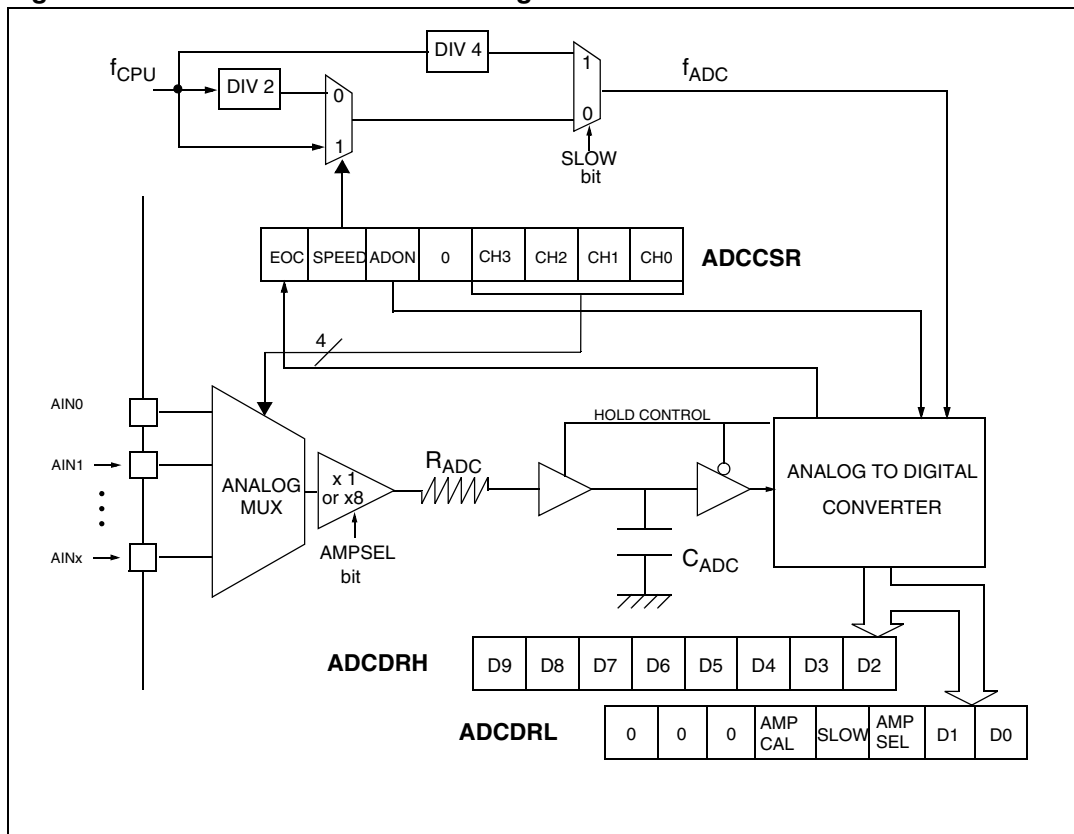 DIV 4
fCPU
DIV 2
0
1
1
0
fADC
SLOW
bit
EOC SPEED ADON 0 CH3 CH2 CH1 CH0 ADCCSR
4
AIN0
AIN1
AINx
ANALOG
MUX
x 1
or x8
AMPSEL
bit
RADC
HOLD CONTROL
CADC
ANALOG TO DIGITAL
CONVERTER
ADCDRH D9 D8 D7 D6 D5 D4 D3 D2
ADCDRL 0 0 0 AMP CAL SLOW AMP SEL D1 D0